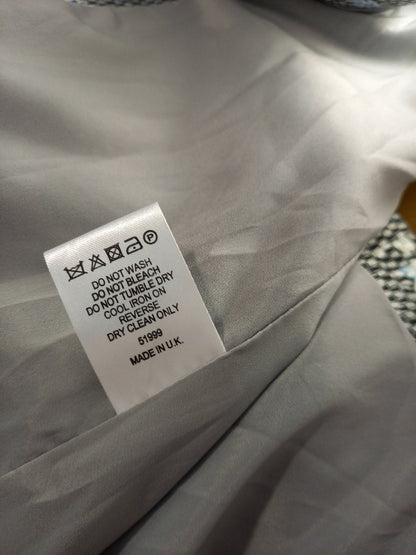 P
DO NOT WASH
DO NOT BLEACH
DO NOT TUMBLE DRY
COOL IRON ON
REVERSE
DRY CLEAN ONLY
51999
MADE IN U.K.